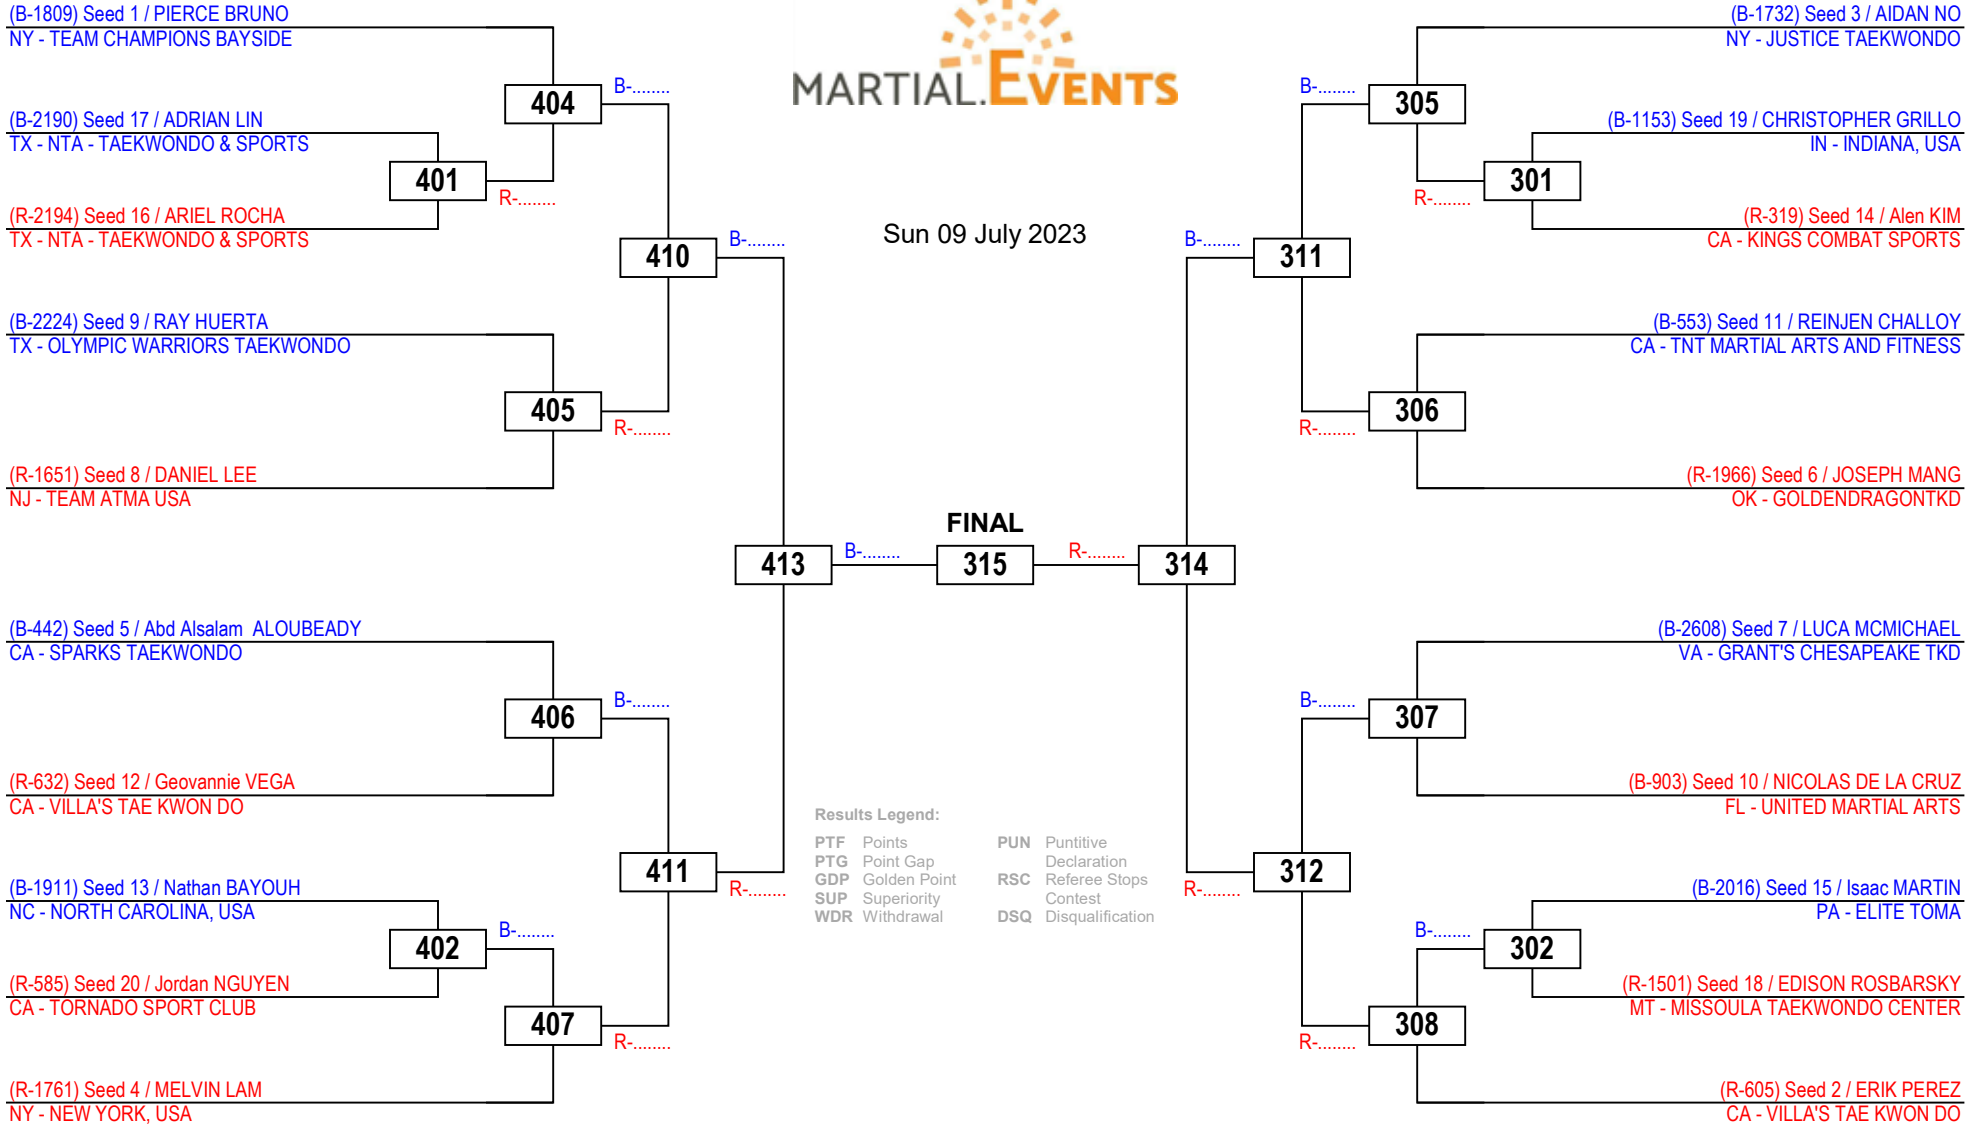 (B-1809) Seed 1 / PIERCE BRUNO
NY - TEAM CHAMPIONS BAYSIDE
404
B-........
(B-2190) Seed 17 / ADRIAN LIN
TX - NTA - TAEKWONDO & SPORTS
401
R-........
(R-2194) Seed 16 / ARIEL ROCHA
TX - NTA - TAEKWONDO & SPORTS
410
B-........
(B-2224) Seed 9 / RAY HUERTA
TX - OLYMPIC WARRIORS TAEKWONDO
405
R-........
(R-1651) Seed 8 / DANIEL LEE
NJ - TEAM ATMA USA
413
B-........
(B-442) Seed 5 / Abd Alsalam  ALOUBEADY
CA - SPARKS TAEKWONDO
406
B-........
(R-632) Seed 12 / Geovannie VEGA
CA - VILLA'S TAE KWON DO
411
R-........
(B-1911) Seed 13 / Nathan BAYOUH
NC - NORTH CAROLINA, USA
402
B-........
(R-585) Seed 20 / Jordan NGUYEN
CA - TORNADO SPORT CLUB
407
R-........
(R-1761) Seed 4 / MELVIN LAM
NY - NEW YORK, USA
MARTIAL.EVENTS
Sun 09 July 2023
FINAL
315
Results Legend:
PTF Points
PTG Point Gap
GDP Golden Point
SUP Superiority
WDR Withdrawal
PUN Puntitive
Declaration
RSC Referee Stops
Contest
DSQ Disqualification
(B-1732) Seed 3 / AIDAN NO
NY - JUSTICE TAEKWONDO
B-........
305
(B-1153) Seed 19 / CHRISTOPHER GRILLO
IN - INDIANA, USA
R-........
301
(R-319) Seed 14 / Alen KIM
CA - KINGS COMBAT SPORTS
B-........
311
(B-553) Seed 11 / REINJEN CHALLOY
CA - TNT MARTIAL ARTS AND FITNESS
R-........
306
(R-1966) Seed 6 / JOSEPH MANG
OK - GOLDENDRAGONTKD
R-........
314
(B-2608) Seed 7 / LUCA MCMICHAEL
VA - GRANT'S CHESAPEAKE TKD
B-........
307
(B-903) Seed 10 / NICOLAS DE LA CRUZ
FL - UNITED MARTIAL ARTS
R-........
312
(B-2016) Seed 15 / Isaac MARTIN
PA - ELITE TOMA
B-........
302
(R-1501) Seed 18 / EDISON ROSBARSKY
MT - MISSOULA TAEKWONDO CENTER
R-........
308
(R-605) Seed 2 / ERIK PEREZ
CA - VILLA'S TAE KWON DO